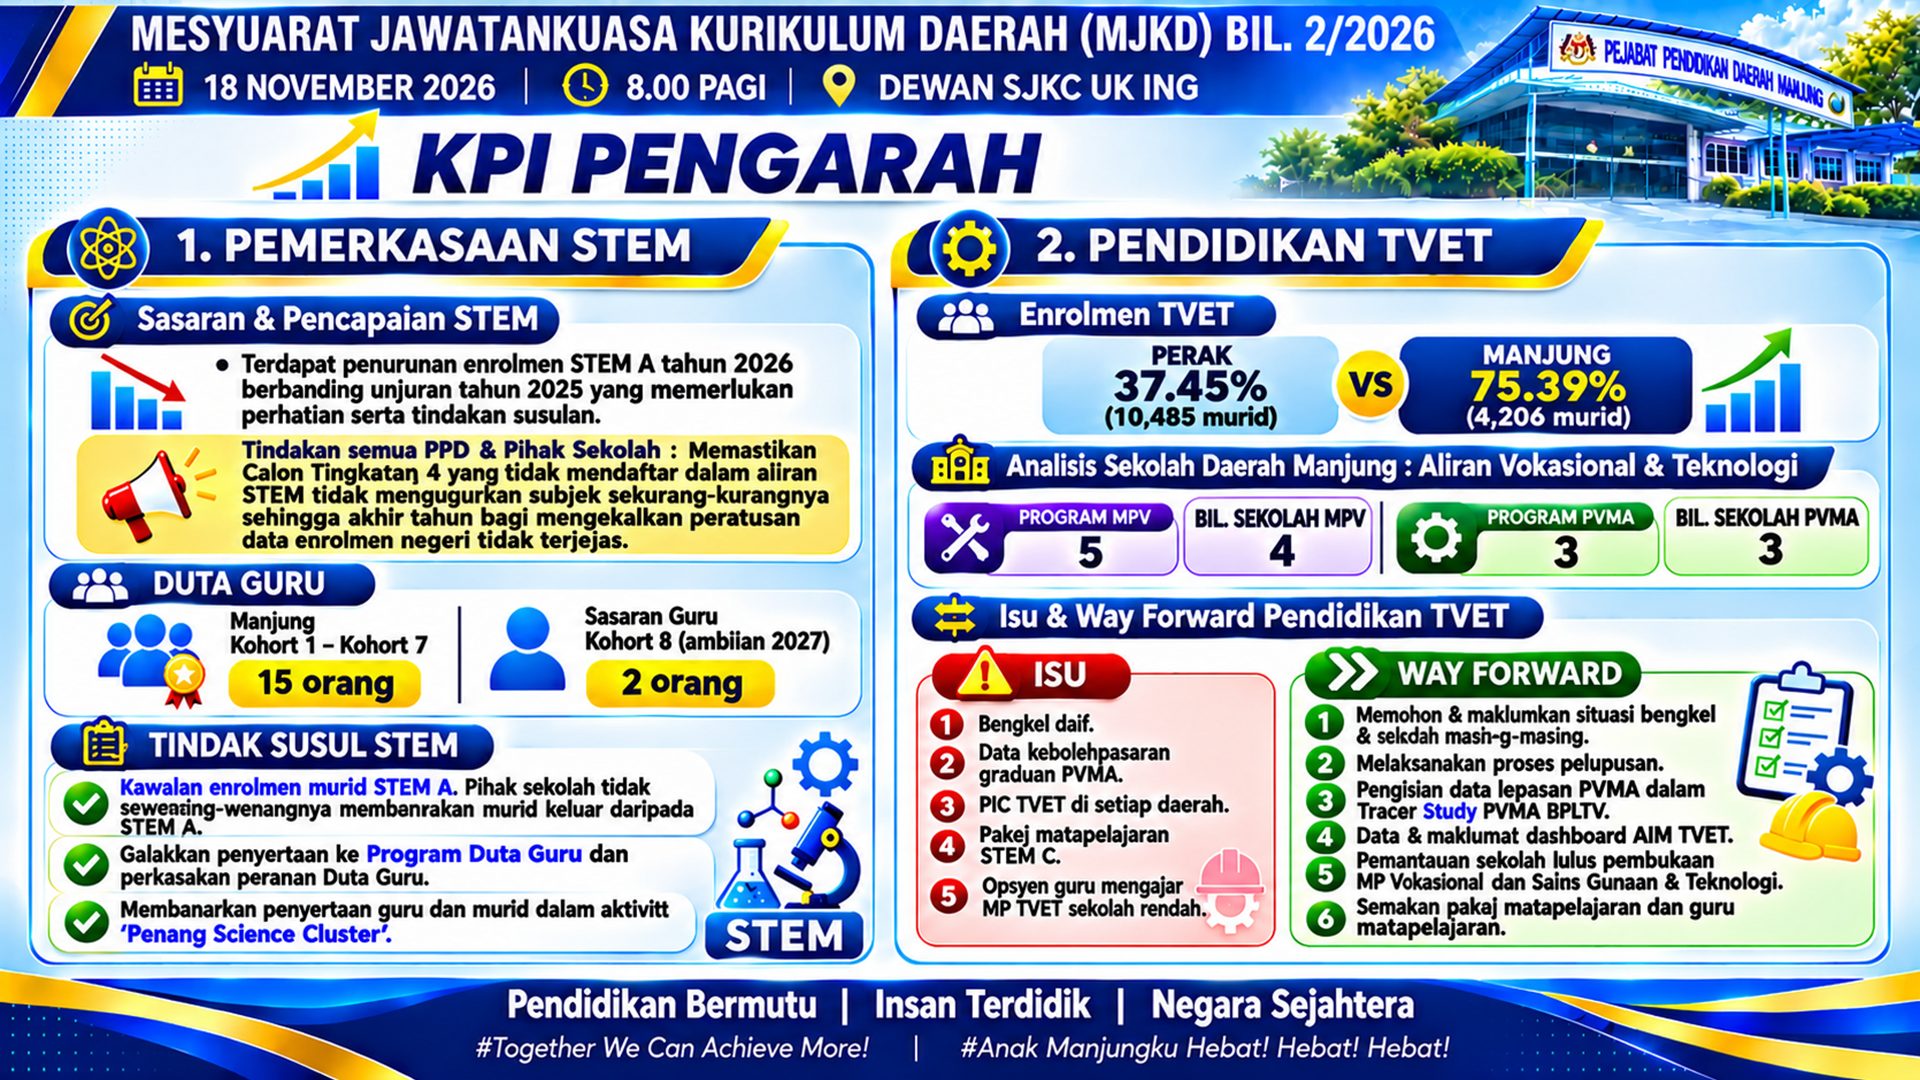 MESYUARAT JAWATANKUASA KURIKULUM DAERAH (MJKD) BIL. 2/2026
18 NOVEMBER 2026 | 8.00 PAGI | DEWAN SJKC UK ING
PEJABAT PENDIDIKAN DAERAH MANJUNG
KPI PENGARAH
1. PEMERKASAAN STEM
Sasaran & Pencapaian STEM
• Terdapat penurunan enrolmen STEM A tahun 2026
berbanding unjuran tahun 2025 yang memerlukan
perhatian serta tindakan susulan.
Tindakan semua PPD & Pihak Sekolah : Memastikan
Calon Tingkatan 4 yang tidak mendaftar dalam aliran
STEM tidak mengugurkan subjek sekurang-kurangnya
sehingga akhir tahun bagi mengekalkan peratusan
data enrolmen negeri tidak terjejas.
DUTA GURU
Manjung
Kohort 1 – Kohort 7
15 orang
Sasaran Guru
Kohort 8 (ambiian 2027)
2 orang
TINDAK SUSUL STEM
Kawalan enrolmen murid STEM A. Pihak sekolah tidak
sewening-wenangnya membanrakan murid keluar daripada
STEM A.
Galakkan penyertaan ke Program Duta Guru dan
perkasakan peranan Duta Guru.
Membanarkan penyertaan guru dan murid dalam aktivitt
‘Penang Science Cluster’.
STEM
2. PENDIDIKAN TVET
Enrolmen TVET
PERAK
37.45%
(10,485 murid)
VS
MANJUNG
75.39%
(4,206 murid)
Analisis Sekolah Daerah Manjung : Aliran Vokasional & Teknologi
PROGRAM MPV
5
BIL. SEKOLAH MPV
4
PROGRAM PVMA
3
BIL. SEKOLAH PVMA
3
Isu & Way Forward Pendidikan TVET
ISU
1 Bengkel daif.
2 Data kebolehpasaran
graduan PVMA.
3 PIC TVET di setiap daerah.
4 Pakej matapelajaran
STEM C.
5 Opsyen guru mengajar
MP TVET sekolah rendah.
WAY FORWARD
1 Memohon & maklumkan situasi bengkel
& sekdah mash-g-masing.
2 Melaksanakan proses pelupusan.
3 Pengisian data lepasan PVMA dalam
Tracer Study PVMA BPLTV.
4 Data & maklumat dashboard AIM TVET.
5 Pemantauan sekolah lulus pembukaan
MP Vokasional dan Sains Gunaan & Teknologi.
6 Semakan pakaj matapelajaran dan guru
matapelajaran.
Pendidikan Bermutu | Insan Terdidik | Negara Sejahtera
#Together We Can Achieve More! | #Anak Manjungku Hebat! Hebat! Hebat!